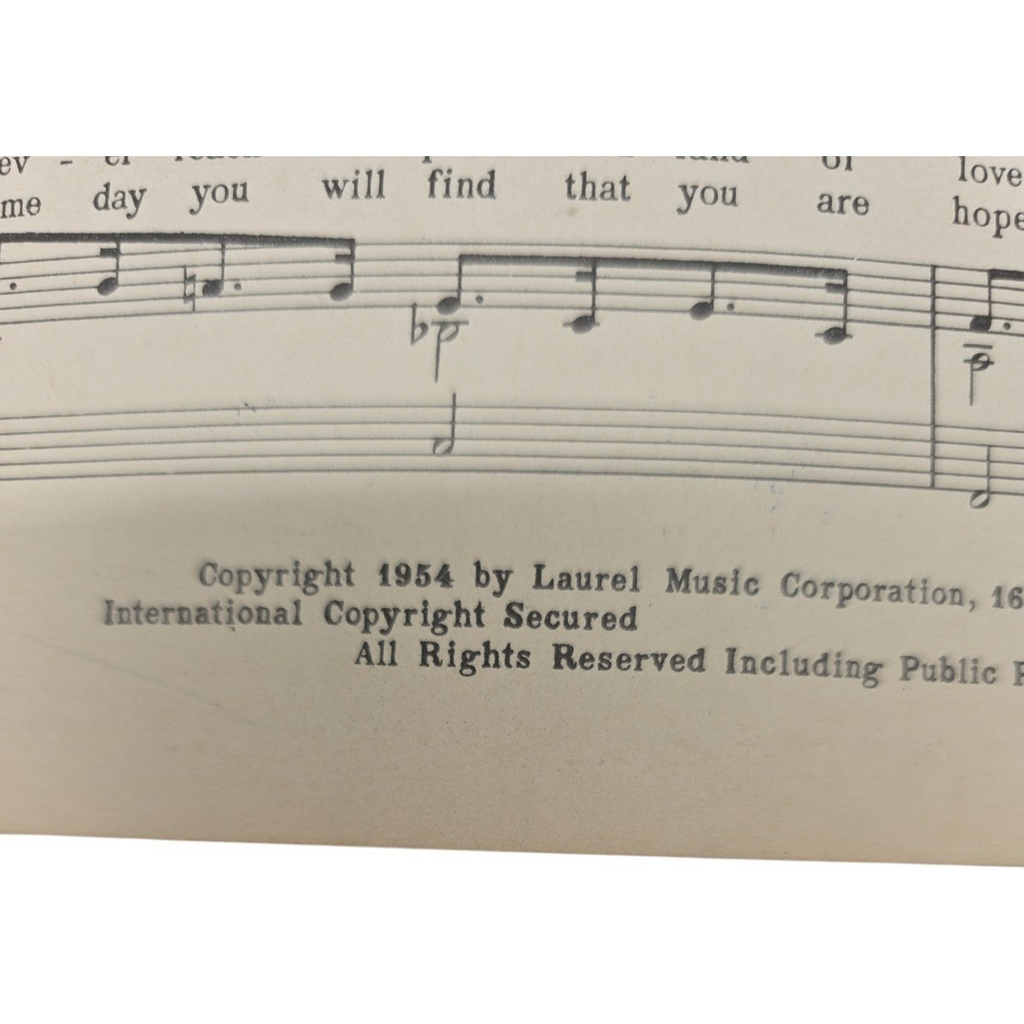 ev - er of love
me day you will find that you are hope
Copyright 1954 by Laurel Music Corporation, 16
International Copyright Secured
All Rights Reserved Including Public